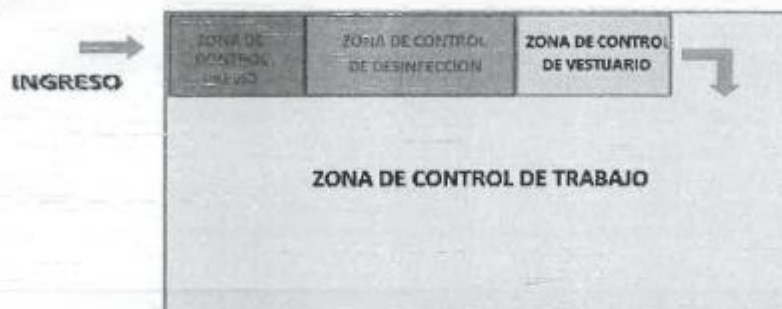 INGRESO
ZONA DE
CONTROL
PREVIO
ZONA DE CONTROL
DE DESINFECCION
ZONA DE CONTROL
DE VESTUARIO
ZONA DE CONTROL DE TRABAJO